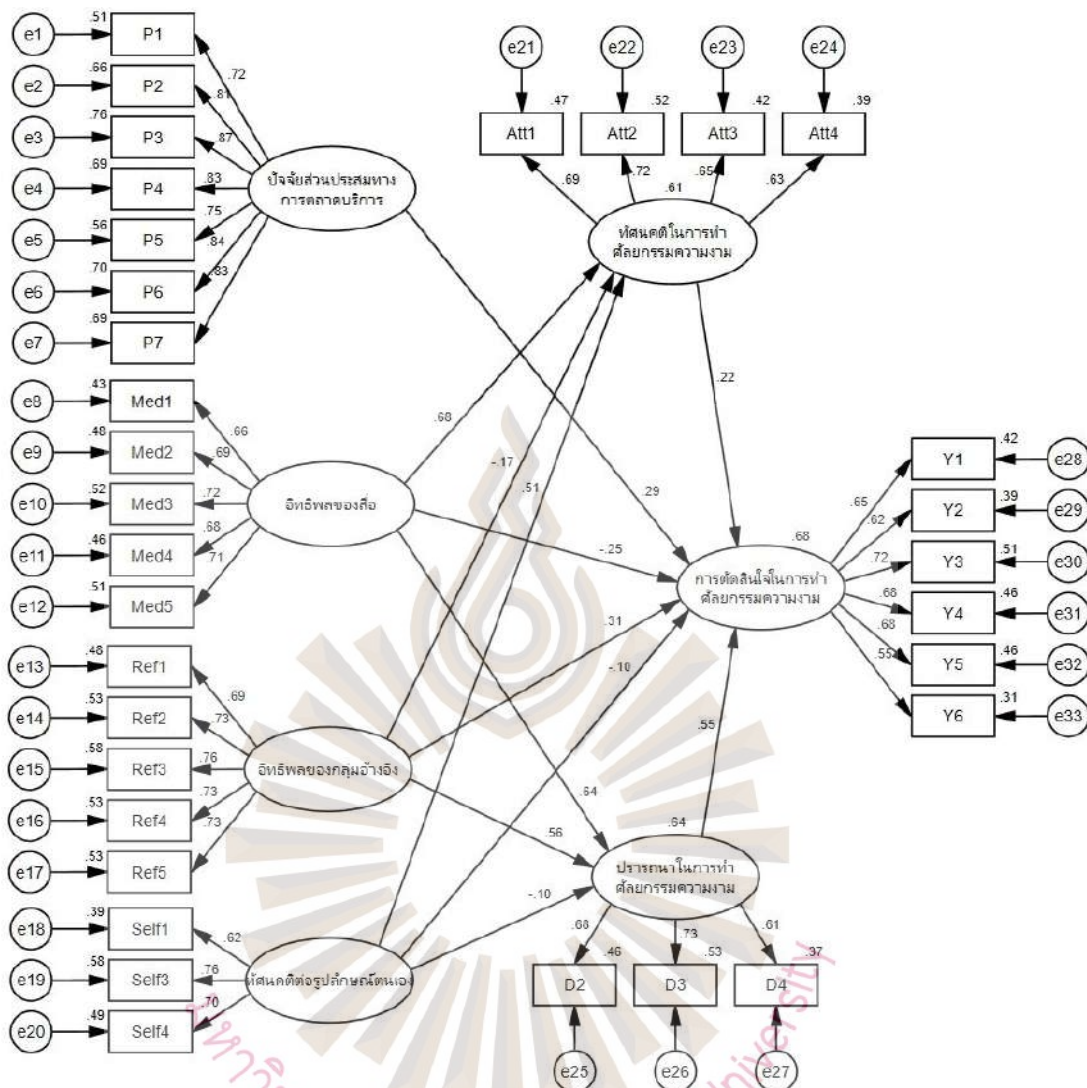 e1 .51 P1
e2 .66 P2
e3 .76 P3
e4 .69 P4
e5 .56 P5
e6 .70 P6
e7 .69 P7
.72
.81
.87
.83
.75
.84
.83
ปัจจัยส่วนประสมทาง
การตลาดบริการ
e8 .43 Med1
e9 .48 Med2
e10 .52 Med3
e11 .46 Med4
e12 .51 Med5
.66
.69
.72
.68
.71
อิทธิพลของสื่อ
e13 .48 Ref1
e14 .53 Ref2
e15 .58 Ref3
e16 .53 Ref4
e17 .53 Ref5
.69
.73
.76
.73
.73
อิทธิพลของกลุ่มอ้างอิง
e18 .39 Self1
e19 .58 Self3
e20 .49 Self4
.62
.76
.70
ทัศนคติต่อรูปลักษณ์ตนเอง
e21 e22 e23 e24
.47 .52 .42 .39
Att1 Att2 Att3 Att4
.69 .72 .65 .63
.61
ทัศนคติในการทำ
ศัลยกรรมความงาม
.68
-.17
.51
.22
.29
-.25
.31
-.10
.55
.64
.56
-.10
.68
การตัดสินใจในการทำ
ศัลยกรรมความงาม
.65
.62
.72
.68
.68
.55
Y1 .42 e28
Y2 .39 e29
Y3 .51 e30
Y4 .46 e31
Y5 .46 e32
Y6 .31 e33
.64
ปรารถนาในการทำ
ศัลยกรรมความงาม
.68 .73 .61
.46 .53 .37
D2 D3 D4
e25 e26 e27